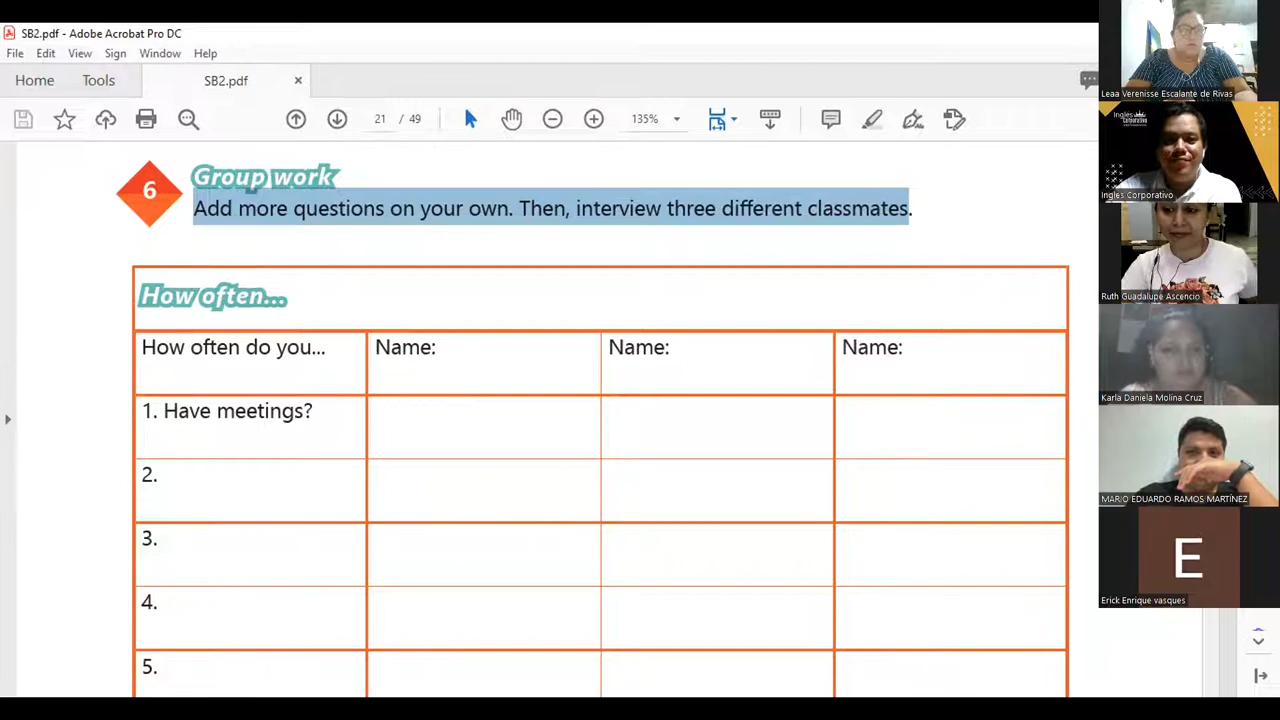 SB2.pdf - Adobe Acrobat Pro DC
File Edit View Sign Window Help
Home Tools SB2.pdf ×
21 / 49 135%
6 Group work
Add more questions on your own. Then, interview three different classmates.
How often...
How often do you... Name: Name: Name:
1. Have meetings?
2.
3.
4.
5.
Leaa Verenisse Escalante de Rivas
Ingles Corporativo
Ingles Corporativo
Ruth Guadalupe Ascencio
Karla Daniela Molina Cruz
MARIO EDUARDO RAMOS MARTÍNEZ
E
Erick Enrique vasques